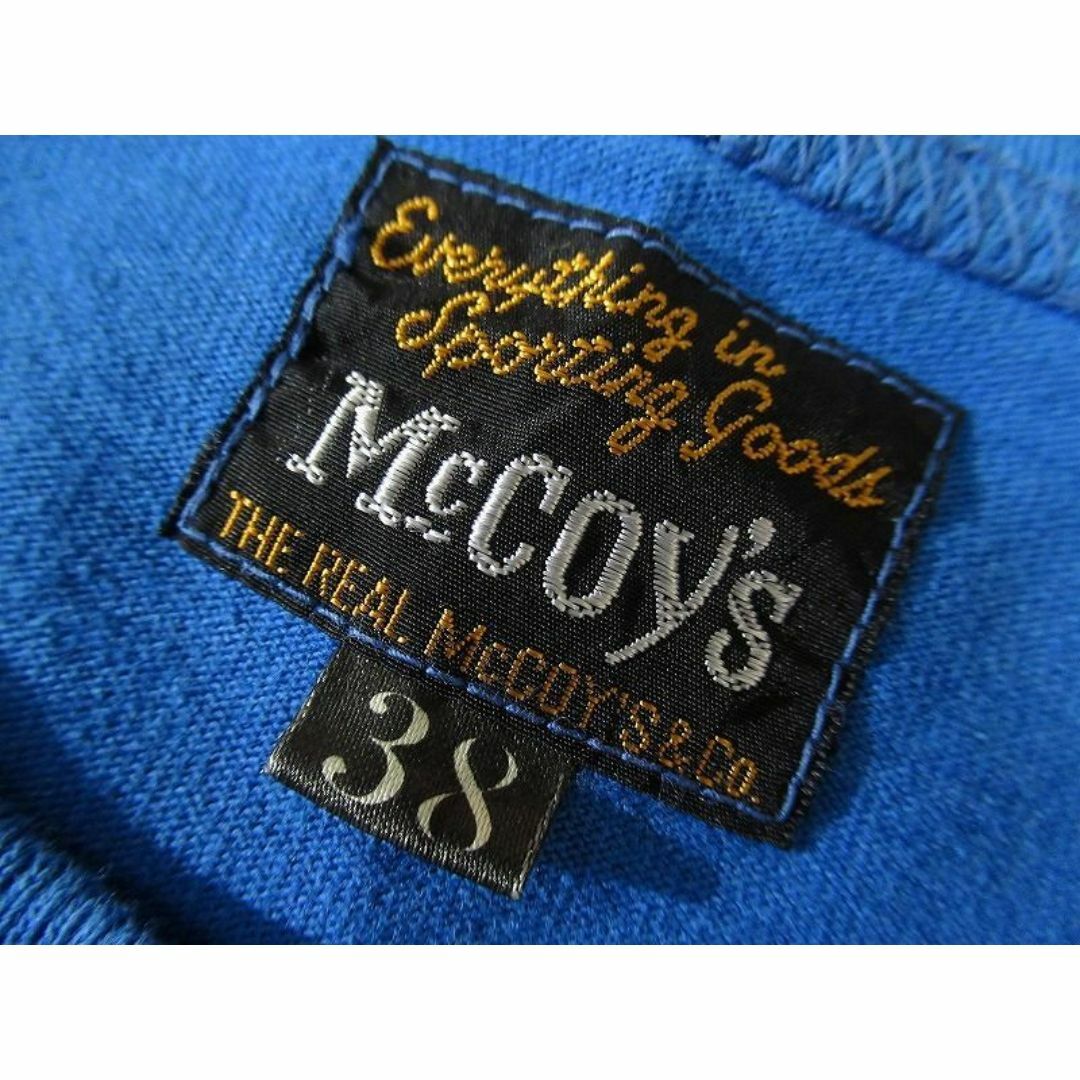 Everything in
Sporting Goods
McCOY'S
THE REAL McCOY'S & Co.
38